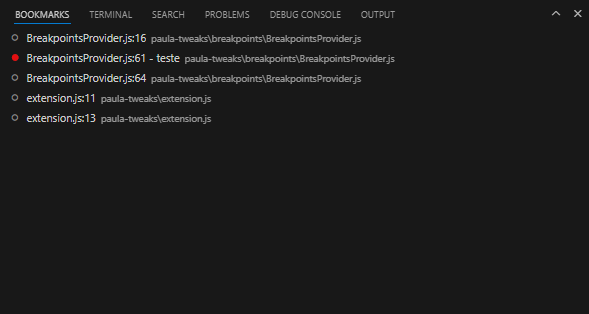 BOOKMARKS TERMINAL SEARCH PROBLEMS DEBUG CONSOLE OUTPUT
BreakpointsProvider.js:16 paula-tweaks\breakpoints\BreakpointsProvider.js
BreakpointsProvider.js:61 - teste paula-tweaks\breakpoints\BreakpointsProvider.js
BreakpointsProvider.js:64 paula-tweaks\breakpoints\BreakpointsProvider.js
extension.js:11 paula-tweaks\extension.js
extension.js:13 paula-tweaks\extension.js